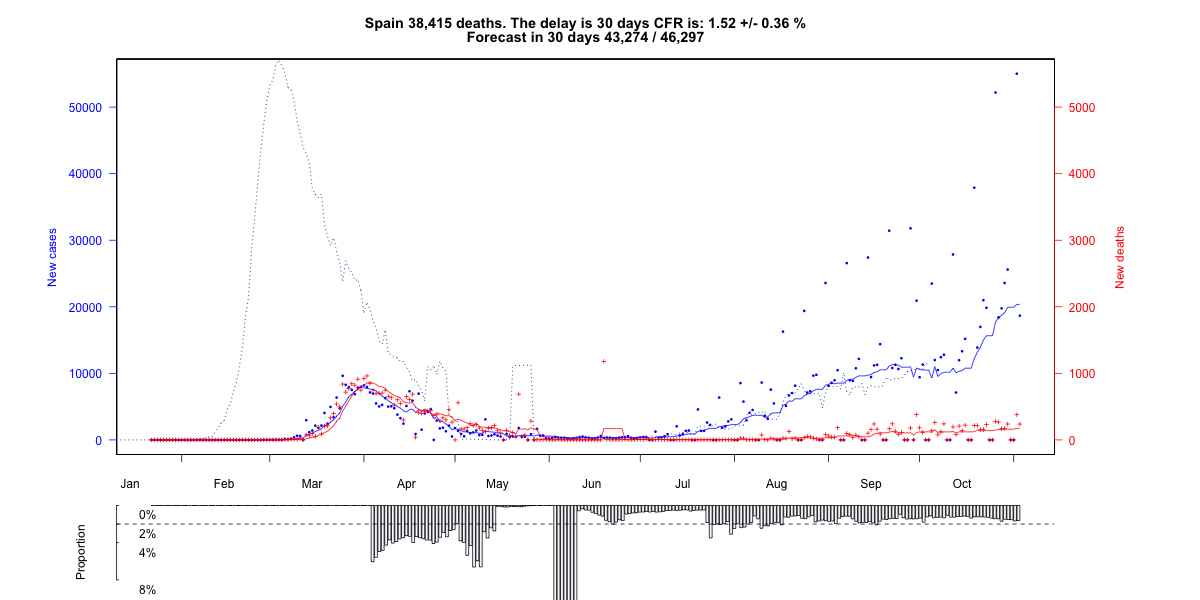 Spain 38,415 deaths. The delay is 30 days CFR is: 1.52 +/- 0.36 %
Forecast in 30 days 43,274 / 46,297
50000
40000
30000
20000
10000
0
New cases
5000
4000
3000
2000
1000
0
New deaths
Jan Feb Mar Apr May Jun Jul Aug Sep Oct
0%
2%
4%
8%
Proportion